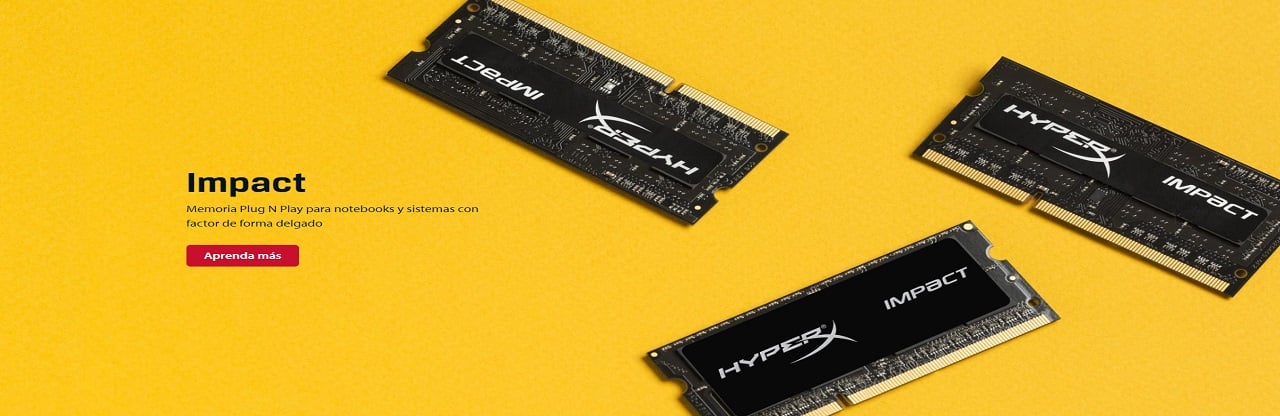 Impact
Memoria Plug N Play para notebooks y sistemas con
factor de forma delgado
Aprenda más
IMPACT
HYPERX
HYPERX
IMPACT
HYPERX
IMPACT